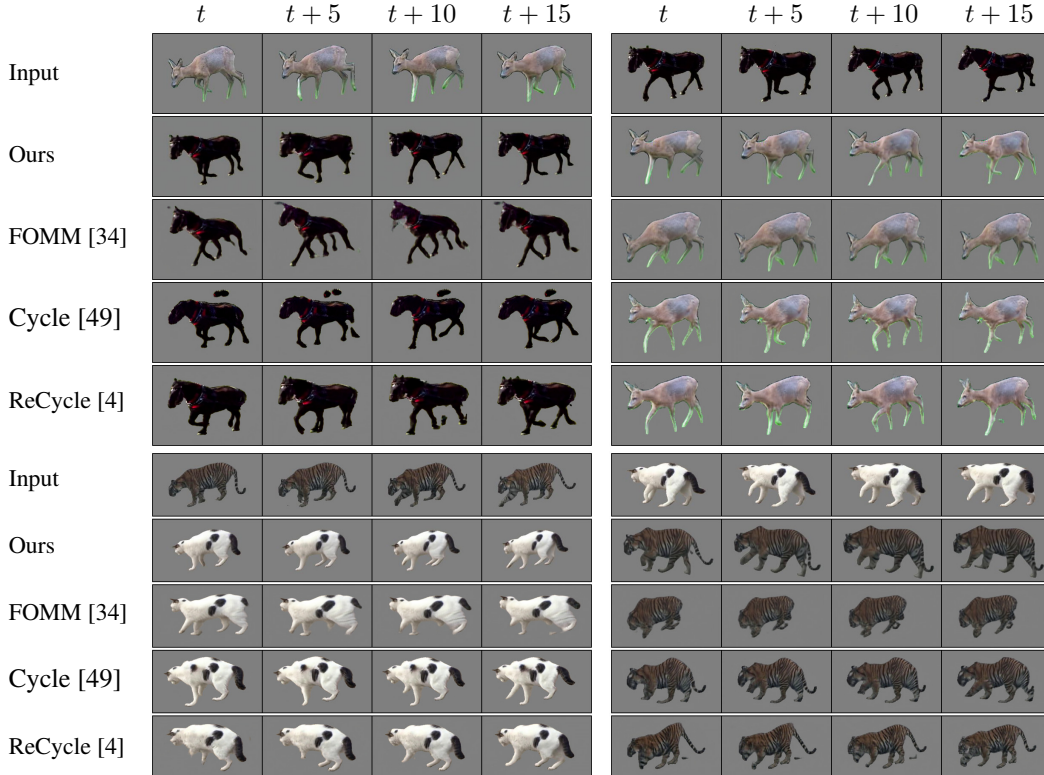 t t + 5 t + 10 t + 15 t t + 5 t + 10 t + 15
Input
Ours
FOMM [34]
Cycle [49]
ReCycle [4]
Input
Ours
FOMM [34]
Cycle [49]
ReCycle [4]